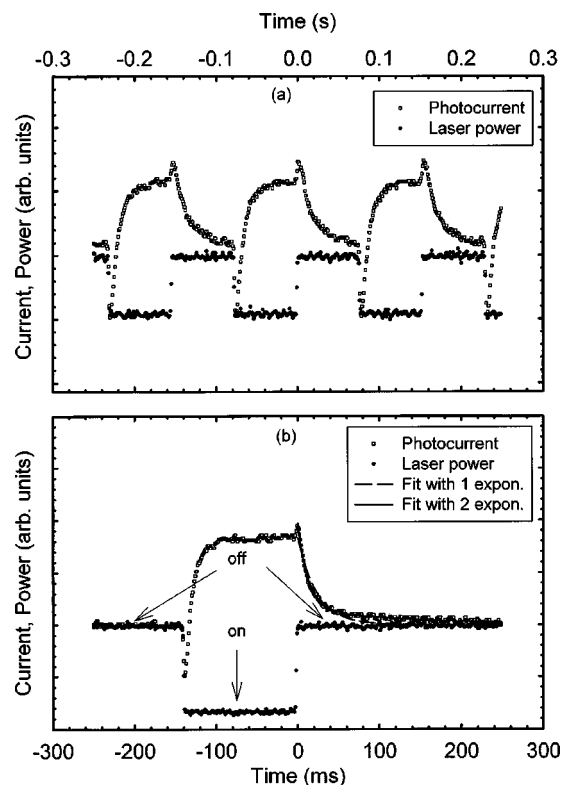 Time (s)
-0.3 -0.2 -0.1 0.0 0.1 0.2 0.3
(a)
Photocurrent
Laser power
Current, Power (arb. units)
(b)
Photocurrent
Laser power
Fit with 1 expon.
Fit with 2 expon.
off
on
Current, Power (arb. units)
-300 -200 -100 0 100 200 300
Time (ms)